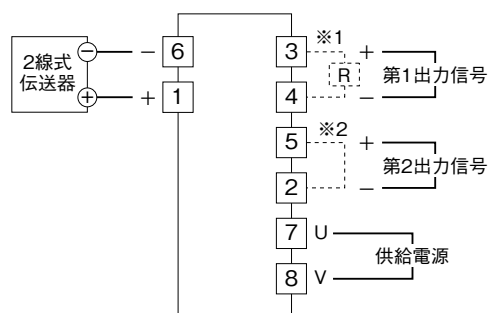 2線式
伝送器
− − 6
+ + 1
3 ※1 +
R 第1出力信号
4 −
5 ※2 +
第2出力信号
2 −
7 U
供給電源
8 V